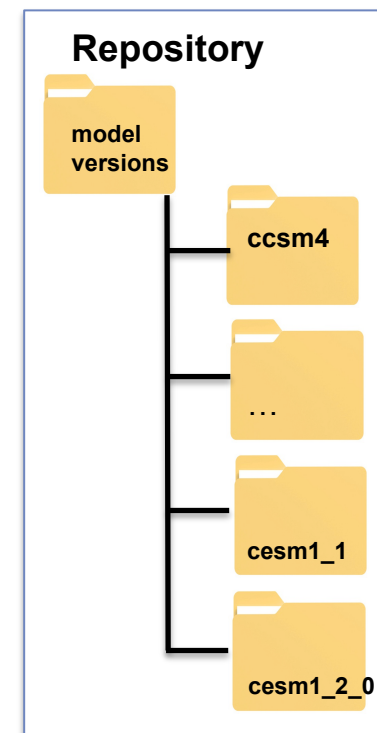 Repository
model
versions
ccsm4
...
cesm1_1
cesm1_2_0